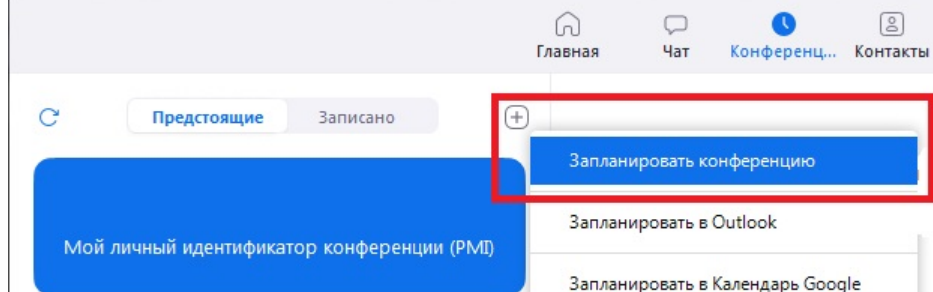 Главная Чат Конференц... Контакты
Предстоящие Записано
Запланировать конференцию
Запланировать в Outlook
Мой личный идентификатор конференции (PMI)
Запланировать в Календарь Google